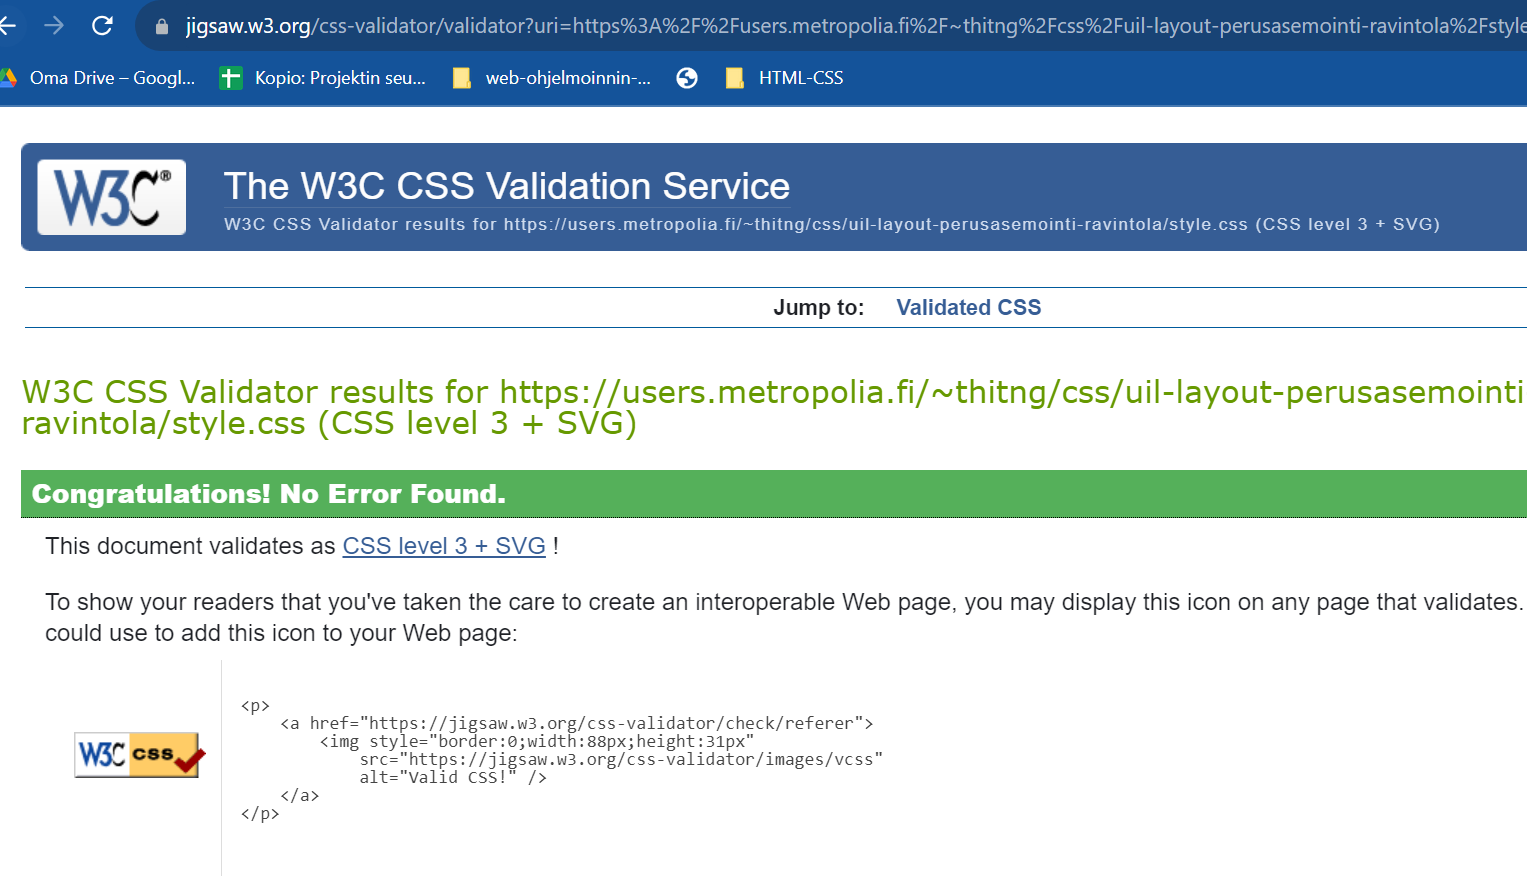 jigsaw.w3.org/css-validator/validator?uri=https%3A%2F%2Fusers.metropolia.fi%2F~thitng%2Fcss%2Fuil-layout-perusasemointi-ravintola%2Fstyle
Oma Drive – Googl... Kopio: Projektin seu... web-ohjelmoinnin-... HTML-CSS
W3C®
The W3C CSS Validation Service
W3C CSS Validator results for https://users.metropolia.fi/~thitng/css/uil-layout-perusasemointi-ravintola/style.css (CSS level 3 + SVG)
Jump to: Validated CSS
W3C CSS Validator results for https://users.metropolia.fi/~thitng/css/uil-layout-perusasemointi
ravintola/style.css (CSS level 3 + SVG)
Congratulations! No Error Found.
This document validates as CSS level 3 + SVG !
To show your readers that you've taken the care to create an interoperable Web page, you may display this icon on any page that validates.
could use to add this icon to your Web page:
W3C css
<p>
<a href="https://jigsaw.w3.org/css-validator/check/referer">
<img style="border:0;width:88px;height:31px"
src="https://jigsaw.w3.org/css-validator/images/vcss"
alt="Valid CSS!" />
</a>
</p>